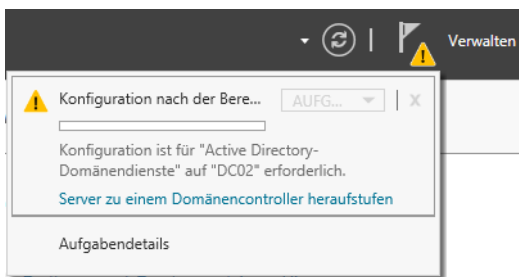 Verwalten
Konfiguration nach der Bere...
AUFG...
X
Konfiguration ist für "Active Directory-
Domänendienste" auf "DC02" erforderlich.
Server zu einem Domänencontroller heraufstufen
Aufgabendetails